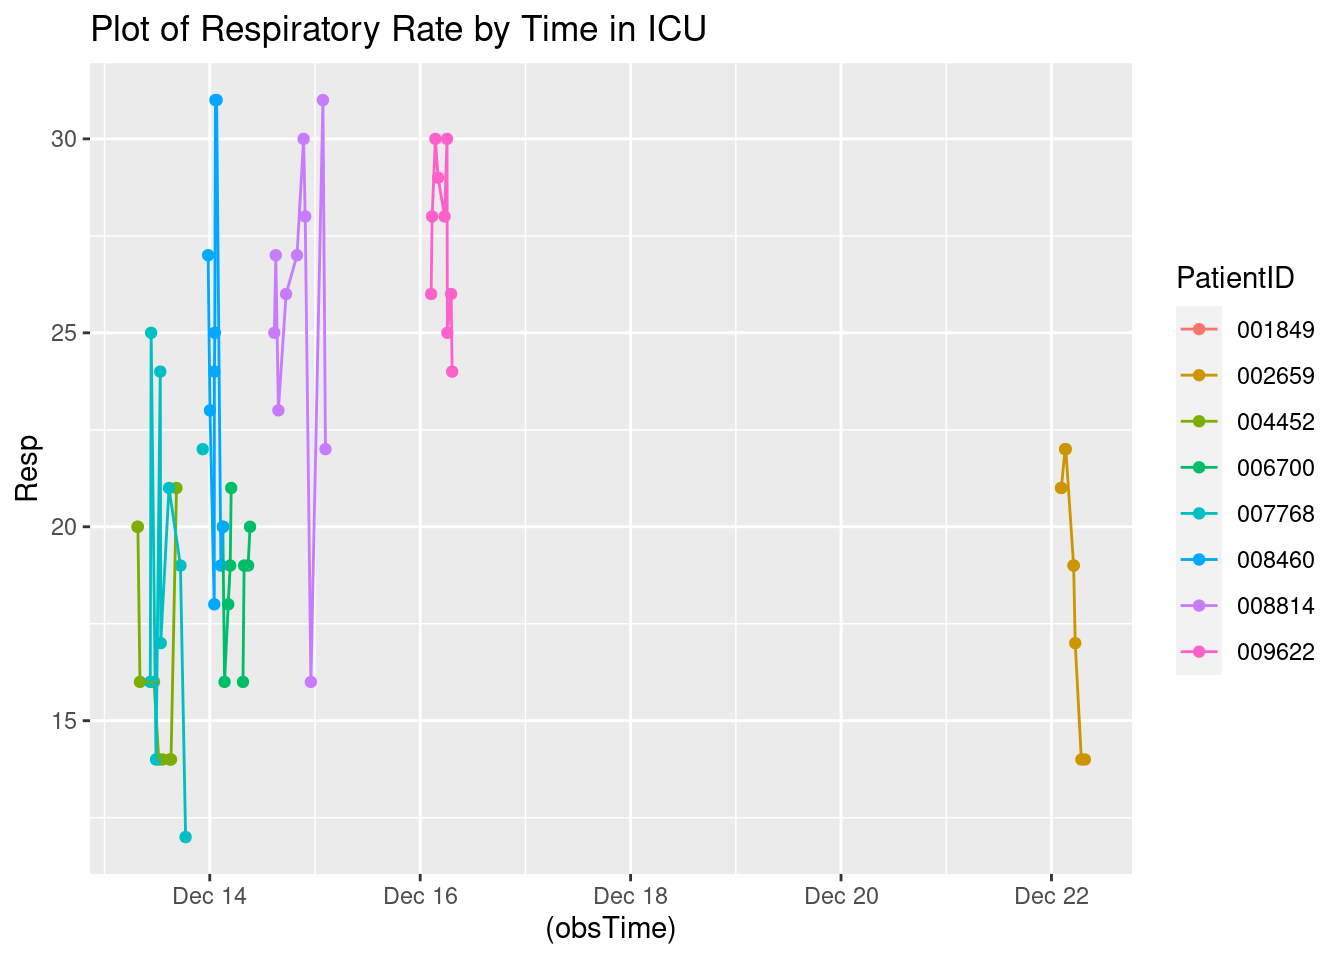 Plot of Respiratory Rate by Time in ICU
30
25
20
15
Resp
Dec 14
Dec 16
Dec 18
Dec 20
Dec 22
(obsTime)
PatientID
001849
002659
004452
006700
007768
008460
008814
009622